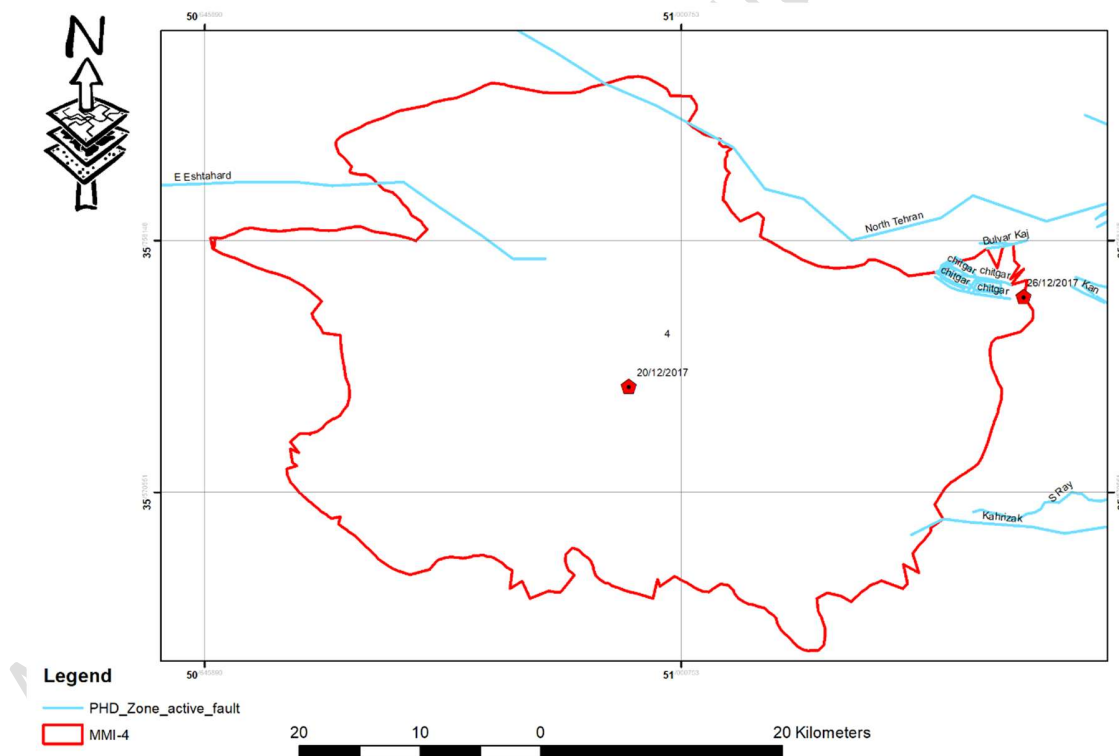 N
50 51
E Eshtahard
North Tehran
Bulvar Kaj
35
chitgar chitgar
chitgar chitgar
26/12/2017 Kan
4
20/12/2017
35
S Ray
Kahrizak
50 51
Legend
PHD_Zone_active_fault
MMI-4
20 10 0 20 Kilometers